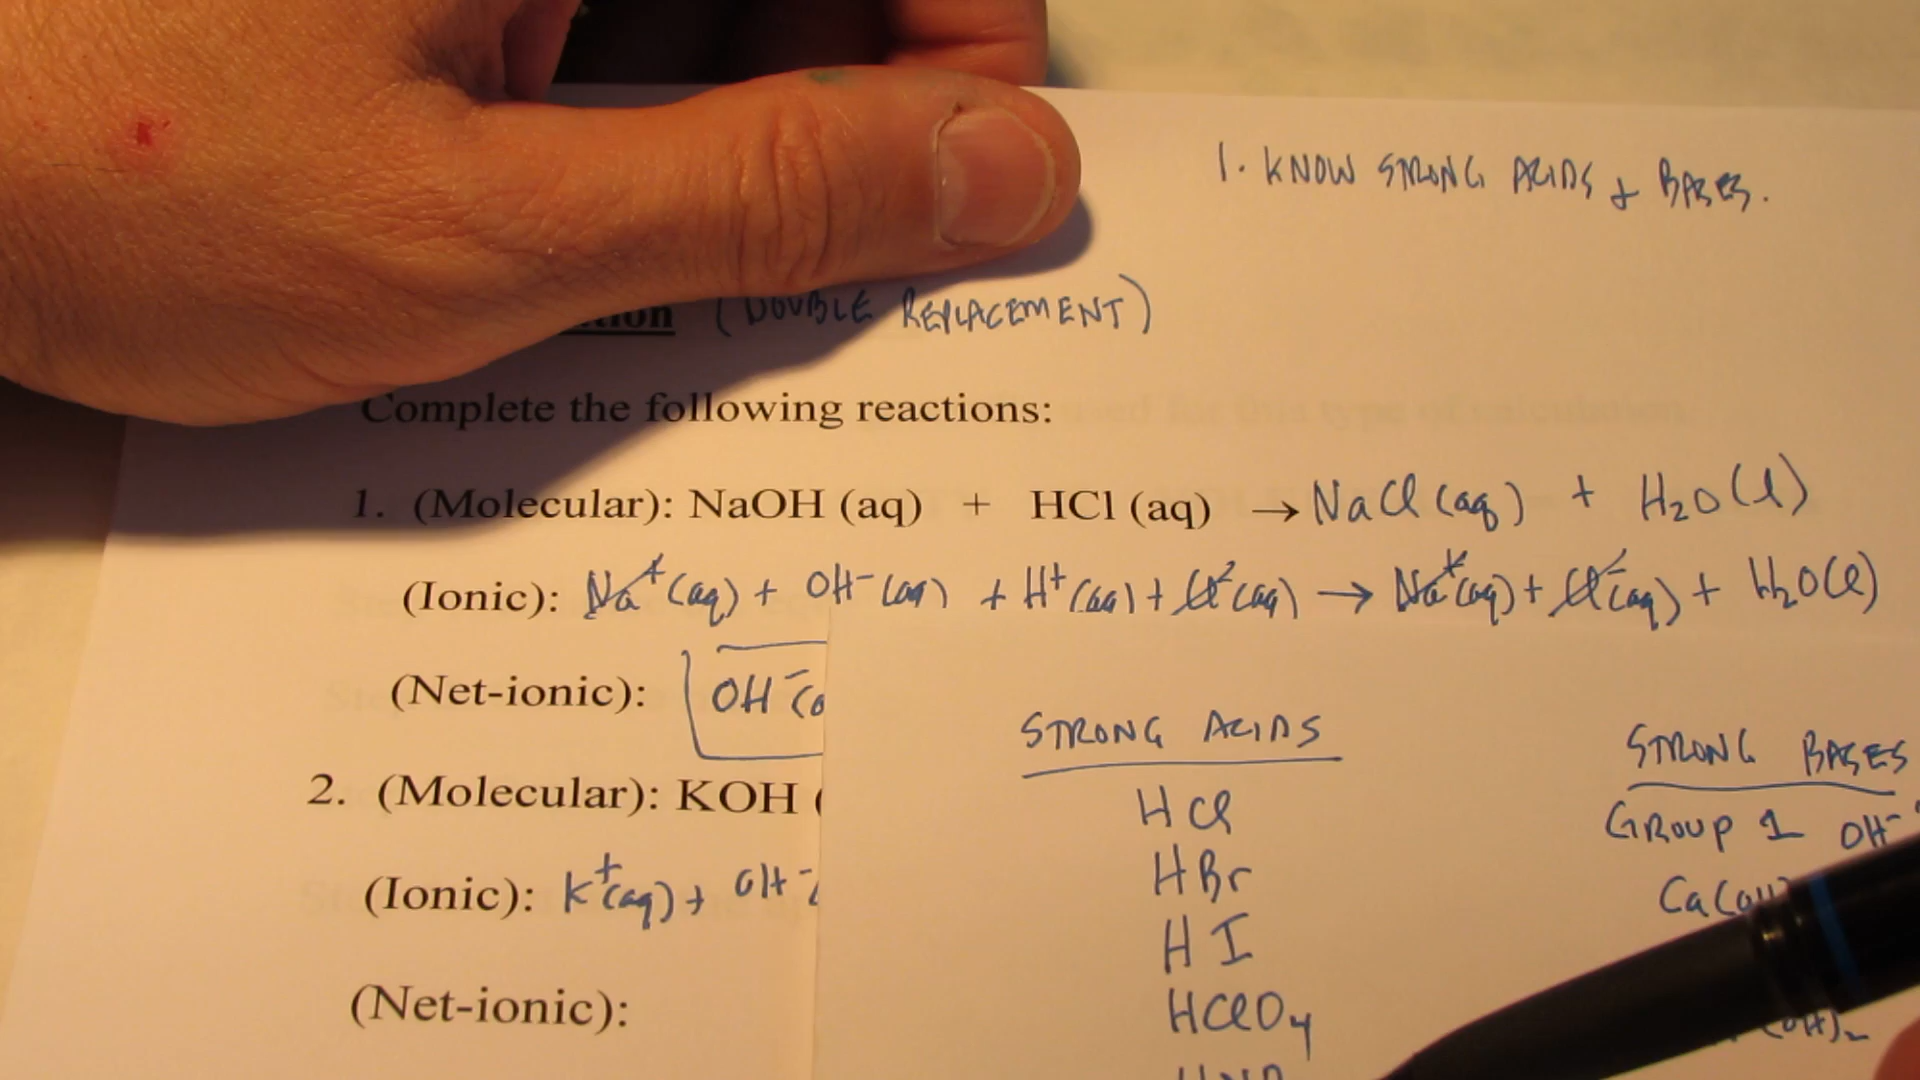 1. KNOW STRONG ACIDS + BASES.
(DOUBLE REPLACEMENT)
Complete the following reactions:
1. (Molecular): NaOH (aq) + HCl (aq) → NaCl (aq) + H₂O (l)
(Ionic): Na⁺ (aq) + OH⁻ (aq) + H⁺ (aq) + Cl⁻ (aq) → Na⁺ (aq) + Cl⁻ (aq) + H₂O (l)
(Net-ionic): OH⁻
2. (Molecular): KOH (
(Ionic): K⁺ (aq) + OH⁻
(Net-ionic):
STRONG ACIDS
HCl
HBr
HI
HClO₄
STRONG BASES
GROUP 1 OH⁻